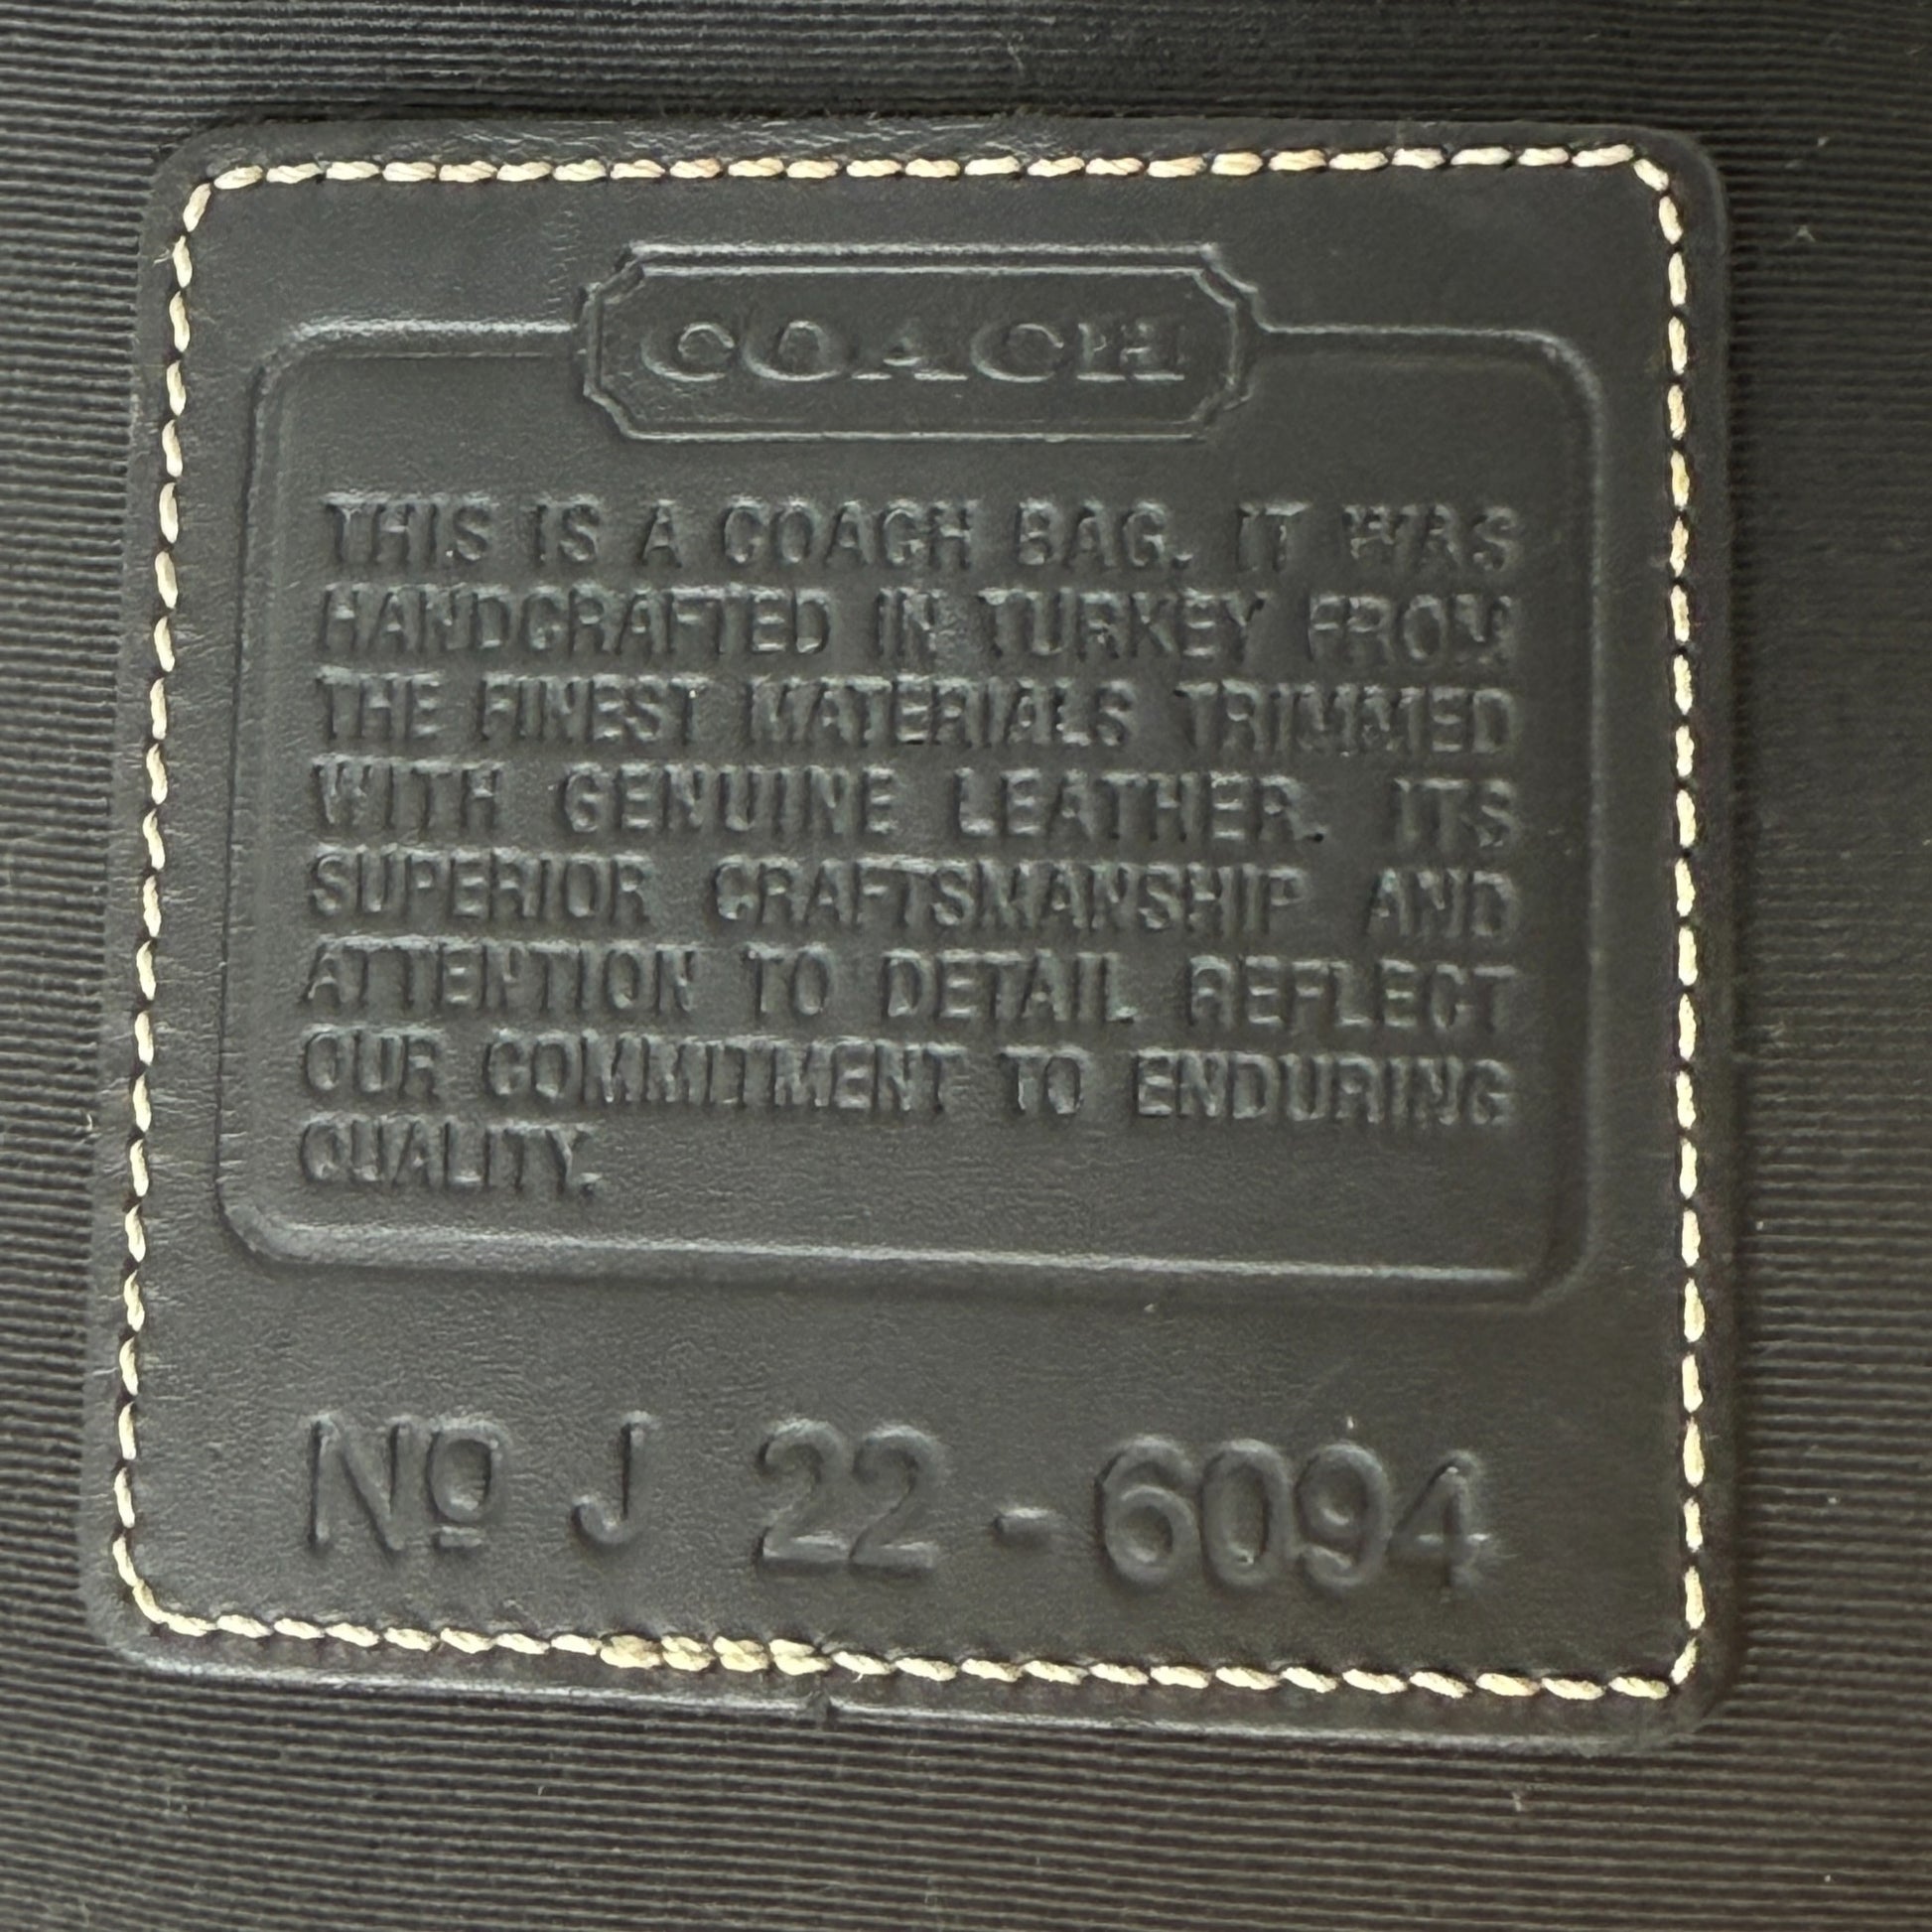 COACH
THIS IS A COACH BAG. IT WAS
HANDCRAFTED IN TURKEY FROM
THE FINEST MATERIALS TRIMMED
WITH GENUINE LEATHER. ITS
SUPERIOR CRAFTSMANSHIP AND
ATTENTION TO DETAIL REFLECT
OUR COMMITMENT TO ENDURING
QUALITY.
Nº J 22-6094